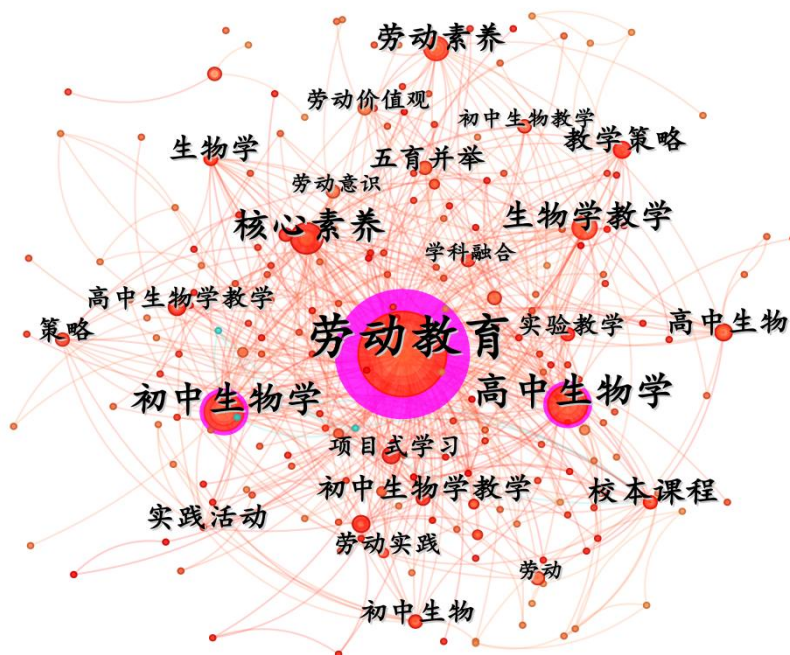 劳动素养
劳动价值观
初中生物教学
生物学
五育并举
教学策略
劳动意识
核心素养
生物学教学
学科融合
高中生物学教学
策略
劳动教育
实验教学
高中生物
初中生物学
高中生物学
项目式学习
初中生物学教学
校本课程
实践活动
劳动实践
劳动
初中生物